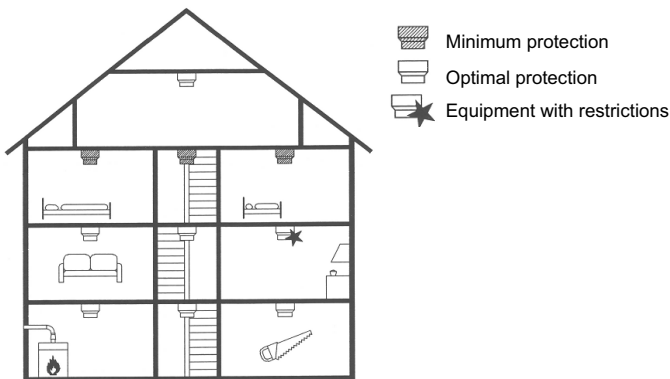 Minimum protection
Optimal protection
Equipment with restrictions